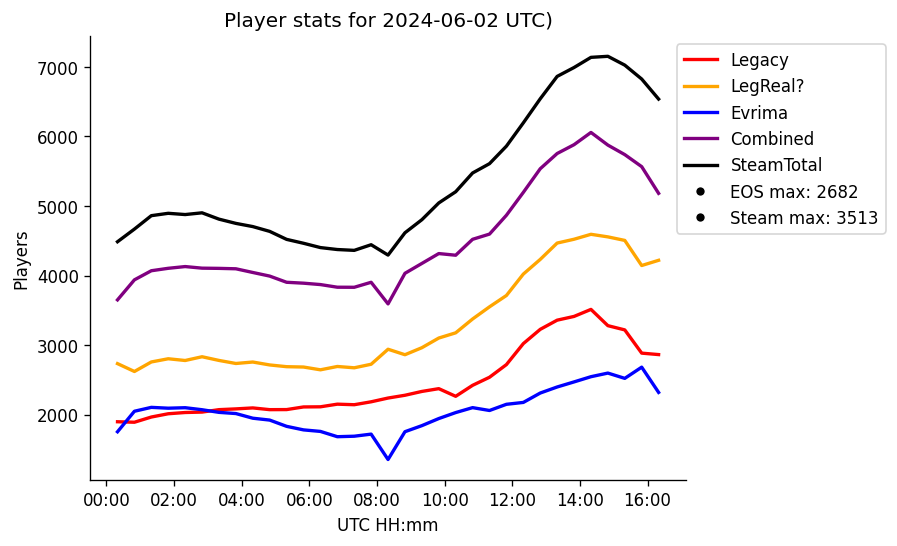 Player stats for 2024-06-02 UTC)
7000
6000
5000
4000
3000
2000
Players
00:00 02:00 04:00 06:00 08:00 10:00 12:00 14:00 16:00
UTC HH:mm
Legacy
LegReal?
Evrima
Combined
SteamTotal
EOS max: 2682
Steam max: 3513